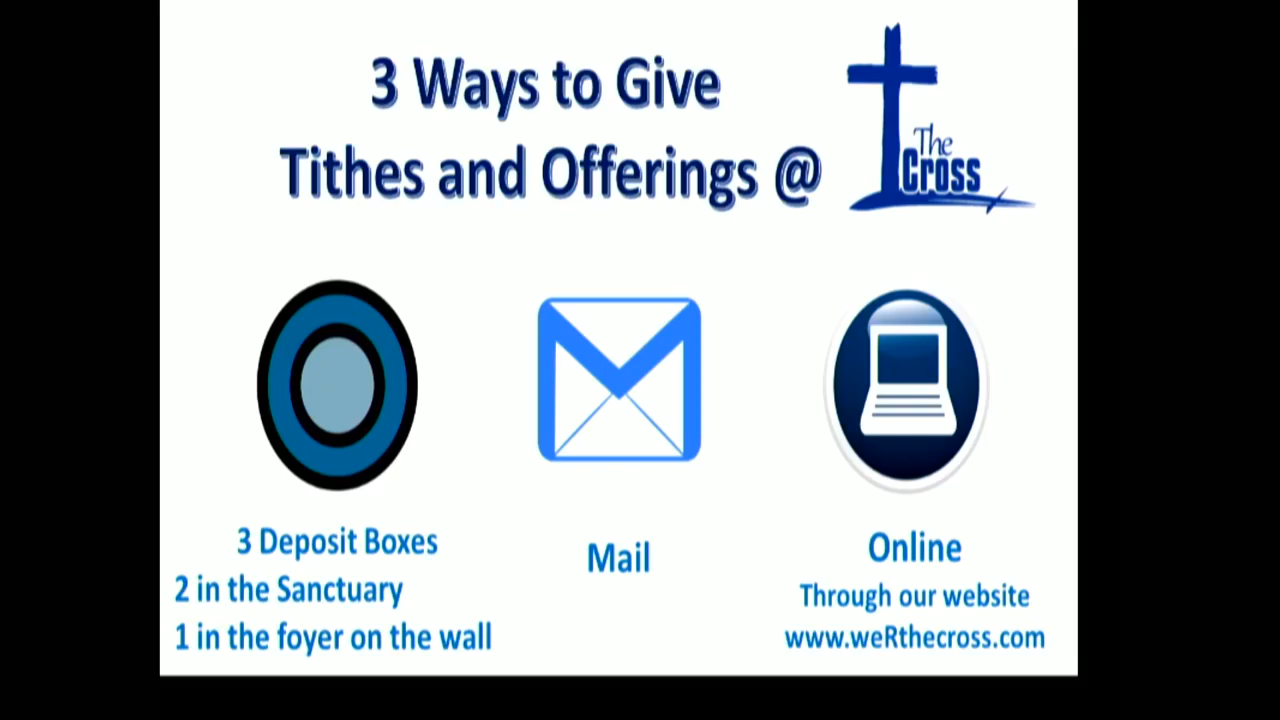 3 Ways to Give
Tithes and Offerings @
The
Cross
3 Deposit Boxes
2 in the Sanctuary
1 in the foyer on the wall
Mail
Online
Through our website
www.weRthecross.com